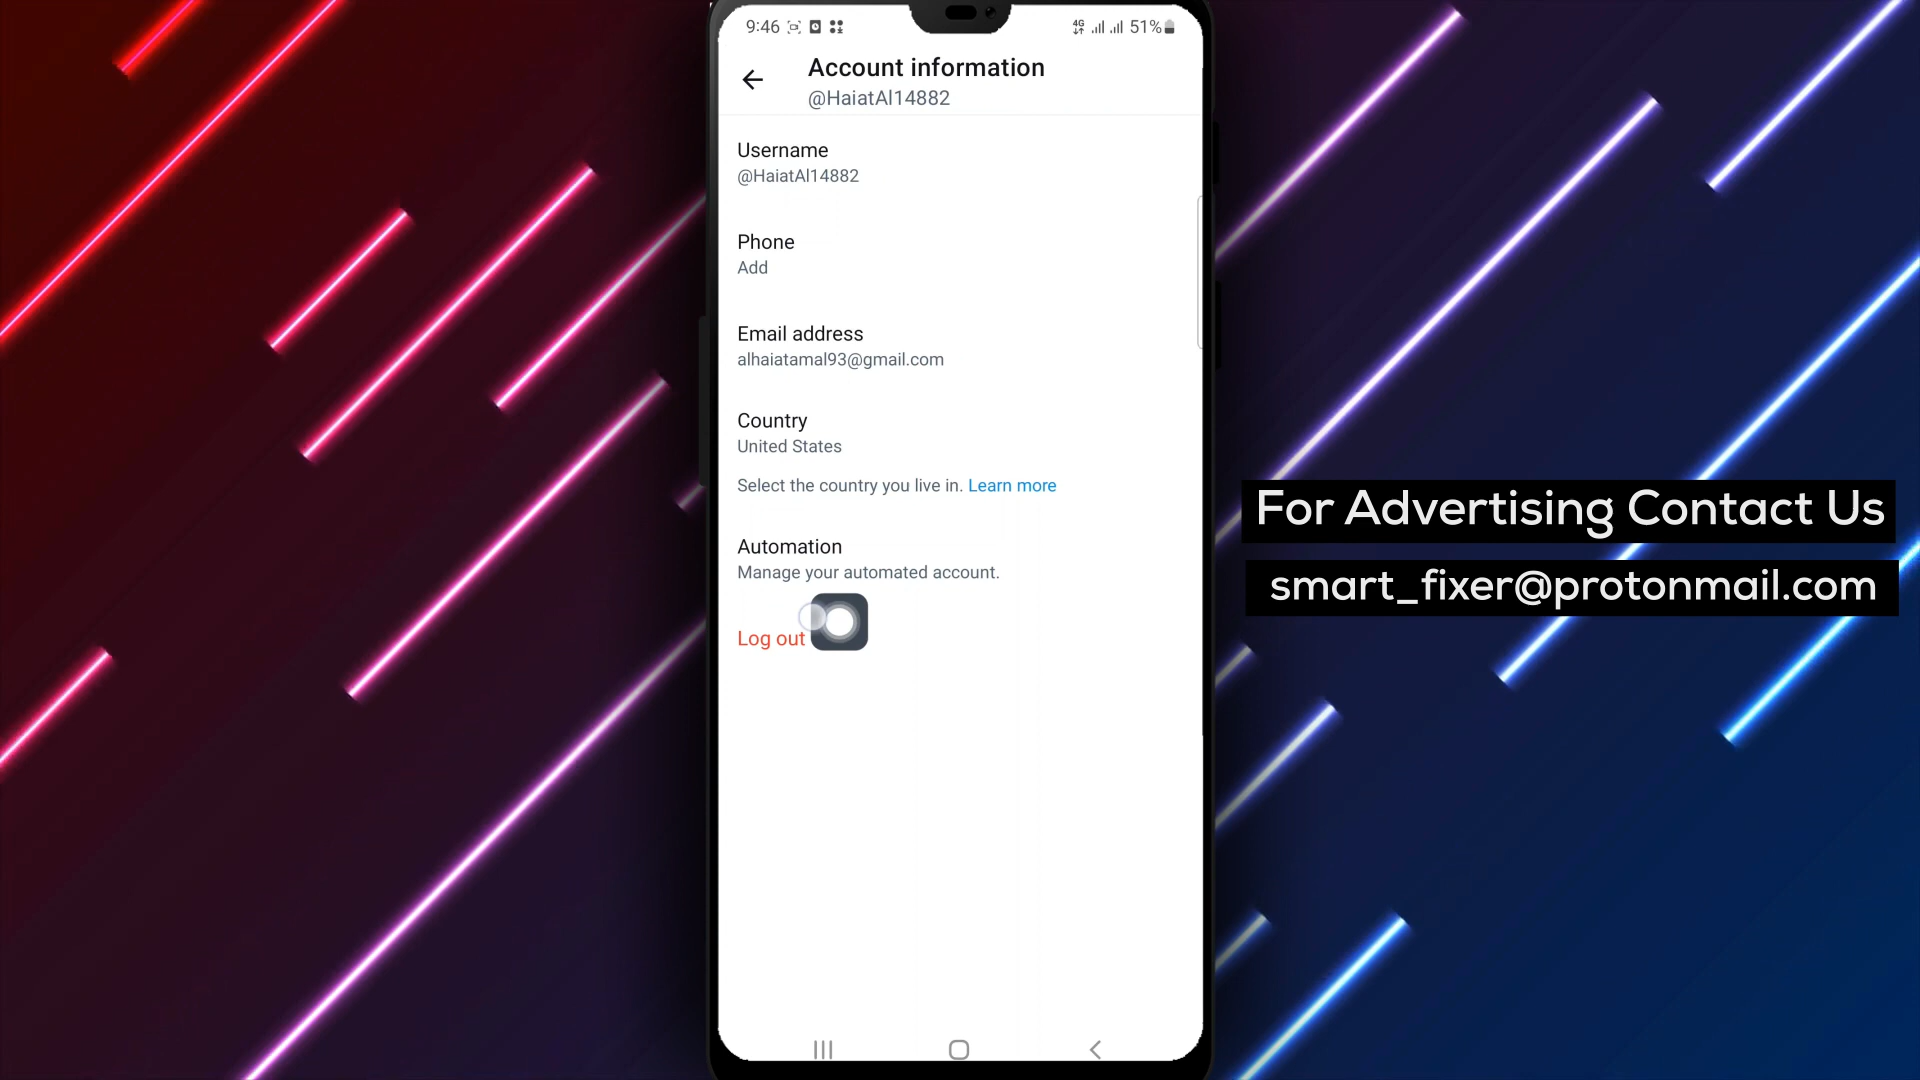 9:46
4G 51%
Account information
@HaiatAl14882
Username
@HaiatAl14882
Phone
Add
Email address
alhaiatamal93@gmail.com
Country
United States
Select the country you live in. Learn more
Automation
Manage your automated account.
Log out
For Advertising Contact Us
smart_fixer@protonmail.com